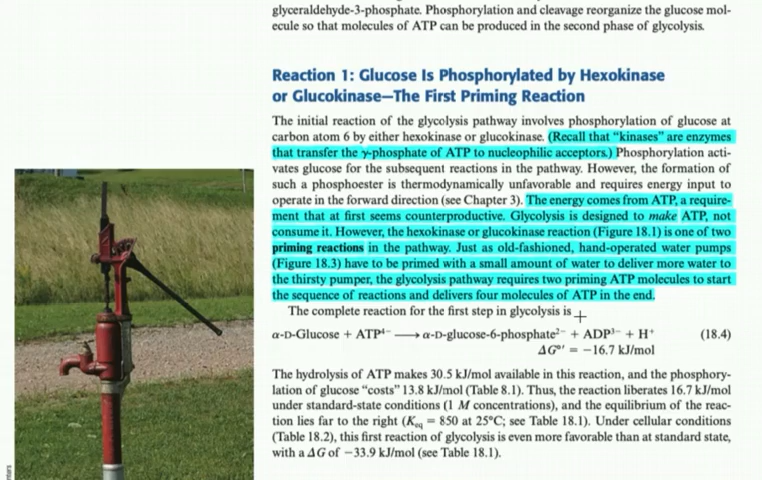 glyceraldehyde-3-phosphate. Phosphorylation and cleavage reorganize the glucose mol-
ecule so that molecules of ATP can be produced in the second phase of glycolysis.
Reaction 1: Glucose Is Phosphorylated by Hexokinase
or Glucokinase—The First Priming Reaction
The initial reaction of the glycolysis pathway involves phosphorylation of glucose at
carbon atom 6 by either hexokinase or glucokinase. (Recall that “kinases” are enzymes
that transfer the γ-phosphate of ATP to nucleophilic acceptors.) Phosphorylation acti-
vates glucose for the subsequent reactions in the pathway. However, the formation of
such a phosphoester is thermodynamically unfavorable and requires energy input to
operate in the forward direction (see Chapter 3). The energy comes from ATP, a require-
ment that at first seems counterproductive. Glycolysis is designed to make ATP, not
consume it. However, the hexokinase or glucokinase reaction (Figure 18.1) is one of two
priming reactions in the pathway. Just as old-fashioned, hand-operated water pumps
(Figure 18.3) have to be primed with a small amount of water to deliver more water to
the thirsty pumper, the glycolysis pathway requires two priming ATP molecules to start
the sequence of reactions and delivers four molecules of ATP in the end.
The complete reaction for the first step in glycolysis is
α-D-Glucose + ATP⁴⁻ ⟶ α-D-glucose-6-phosphate²⁻ + ADP³⁻ + H⁺ (18.4)
ΔG°′ = −16.7 kJ/mol
The hydrolysis of ATP makes 30.5 kJ/mol available in this reaction, and the phosphory-
lation of glucose “costs” 13.8 kJ/mol (Table 8.1). Thus, the reaction liberates 16.7 kJ/mol
under standard-state conditions (1 M concentrations), and the equilibrium of the reac-
tion lies far to the right (Keq = 850 at 25°C; see Table 18.1). Under cellular conditions
(Table 18.2), this first reaction of glycolysis is even more favorable than at standard state,
with a ΔG of −33.9 kJ/mol (see Table 18.1).